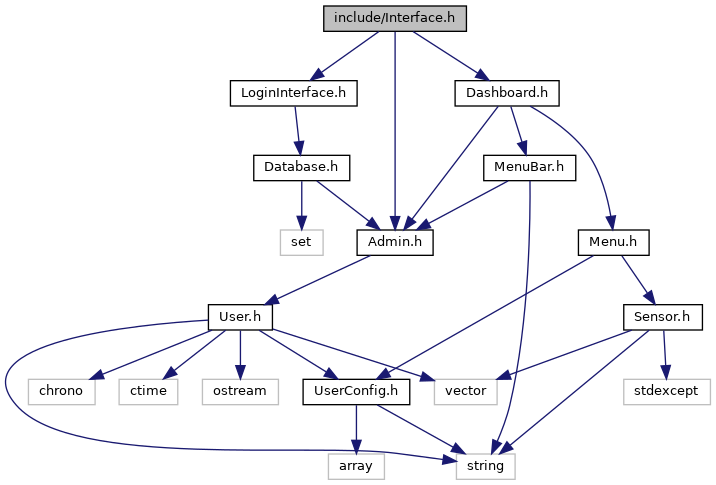 include/Interface.h
LoginInterface.h
Dashboard.h
Database.h
MenuBar.h
set
Admin.h
Menu.h
User.h
Sensor.h
chrono
ctime
ostream
UserConfig.h
vector
stdexcept
array
string